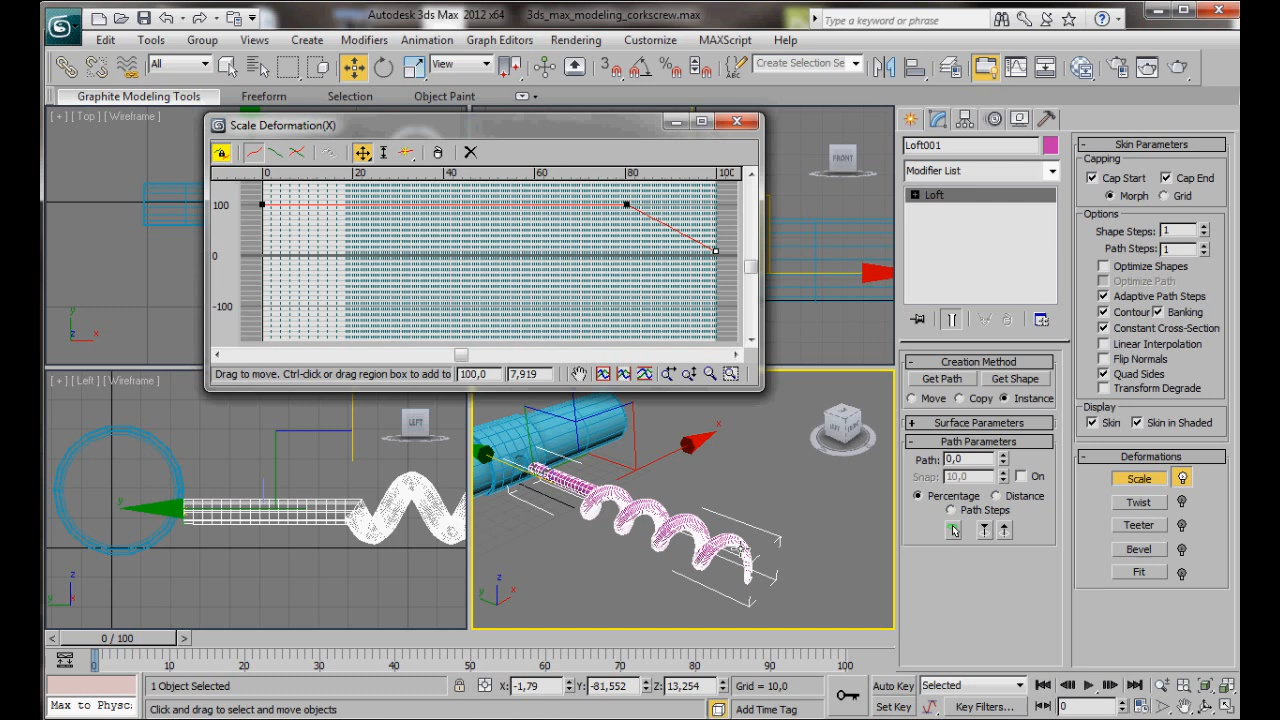 Autodesk 3ds Max 2012 x64    3ds_max_modeling_corkscrew.max
Type a keyword or phrase
Edit Tools Group Views Create Modifiers Animation Graph Editors Rendering Customize MAXScript Help
All View Create Selection Se
Graphite Modeling Tools Freeform Selection Object Paint
[ + ] [ Top ] [ Wireframe ]
Scale Deformation(X)
0 20 40 60 80 100
100
0
-100
Drag to move. Ctrl-click or drag region box to add to 100,0 7,919
FRONT
[ + ] [ Left ] [ Wireframe ]
LEFT
y
x
z
Loft001
Modifier List
Loft
Creation Method
Get Path Get Shape
Move Copy Instance
Surface Parameters
Path Parameters
Path: 0,0
Snap: 10,0 On
Percentage Distance
Path Steps
Skin Parameters
Capping
Cap Start Cap End
Morph Grid
Options
Shape Steps: 1
Path Steps: 1
Optimize Shapes
Optimize Path
Adaptive Path Steps
Contour Banking
Constant Cross-Section
Linear Interpolation
Flip Normals
Quad Sides
Transform Degrade
Display
Skin Skin in Shaded
Deformations
Scale
Twist
Teeter
Bevel
Fit
0 / 100
0 10 20 30 40 50 60 70 80 90 100
1 Object Selected X: -1,79 Y: -81,552 Z: 13,254 Grid = 10,0 Auto Key Selected
Max to Physc: Click and drag to select and move objects Add Time Tag Set Key Key Filters... 0